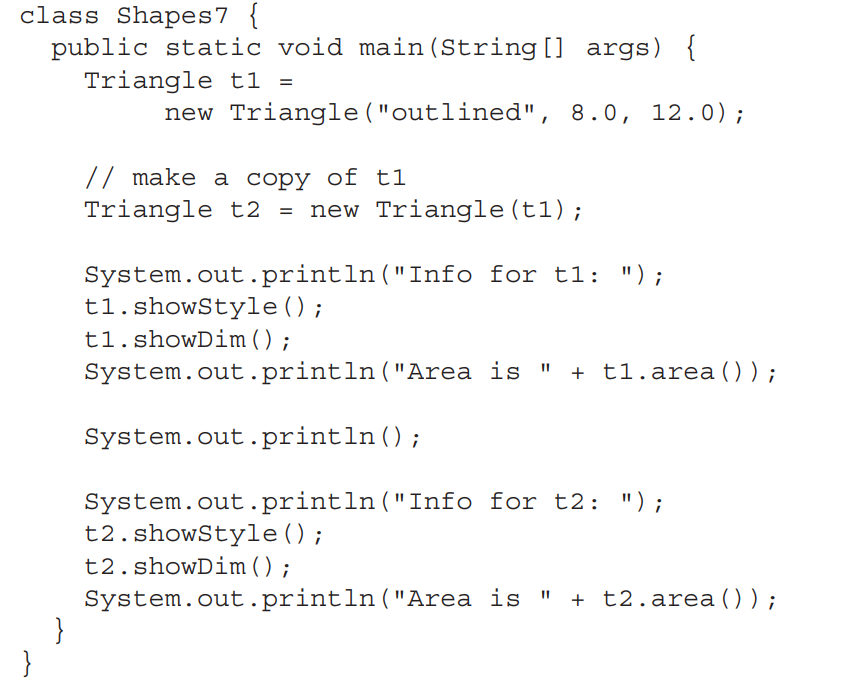 class Shapes7 {
  public static void main(String[] args) {
    Triangle t1 =
         new Triangle("outlined", 8.0, 12.0);

    // make a copy of t1
    Triangle t2 = new Triangle(t1);

    System.out.println("Info for t1: ");
    t1.showStyle();
    t1.showDim();
    System.out.println("Area is " + t1.area());

    System.out.println();

    System.out.println("Info for t2: ");
    t2.showStyle();
    t2.showDim();
    System.out.println("Area is " + t2.area());
  }
}